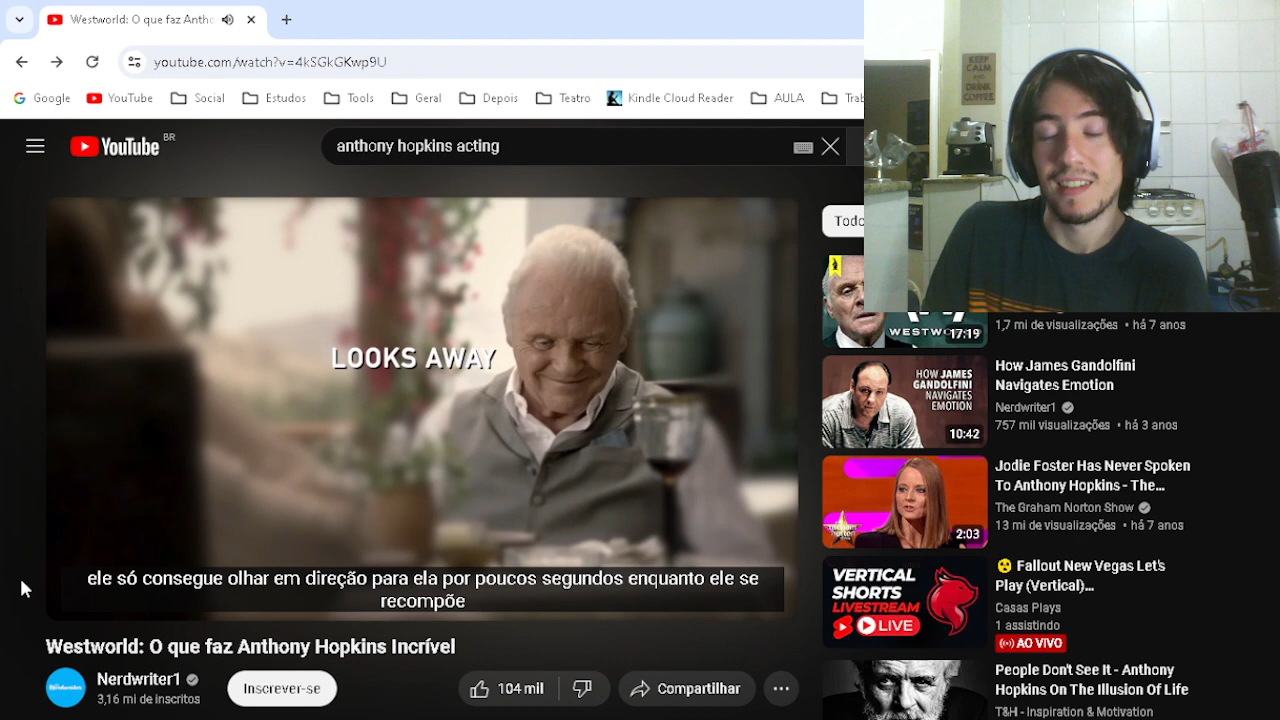 Westworld: O que faz Antho
youtube.com/watch?v=4kSGkGKwp9U
Google
YouTube
Social
Tools
Geral
Depois
Teatro
Kindle Cloud Reader
AULA
YouTube BR
anthony hopkins acting
KEEP
CALM
AND
DRINK
COFFEE
LOOKS AWAY
ele só consegue olhar em direção para ela por poucos segundos enquanto ele se
recompõe
Westworld: O que faz Anthony Hopkins Incrível
Nerdwriter1
3,16 mi de inscritos
Inscrever-se
104 mil
Compartilhar
Todo
17:19
1,7 mi de visualizações • há 7 anos
HOW JAMES
GANDOLFINI
NAVIGATES
EMOTION
10:42
How James Gandolfini
Navigates Emotion
Nerdwriter1
757 mil visualizações • há 3 anos
2:03
Jodie Foster Has Never Spoken
To Anthony Hopkins - The...
The Graham Norton Show
13 mi de visualizações • há 7 anos
VERTICAL
SHORTS
LIVESTREAM
LIVE
Fallout New Vegas Let's
Play (Vertical)...
Casas Plays
1 assistindo
AO VIVO
People Don't See It - Anthony
Hopkins On The Illusion Of Life
T&H - Inspiration & Motivation